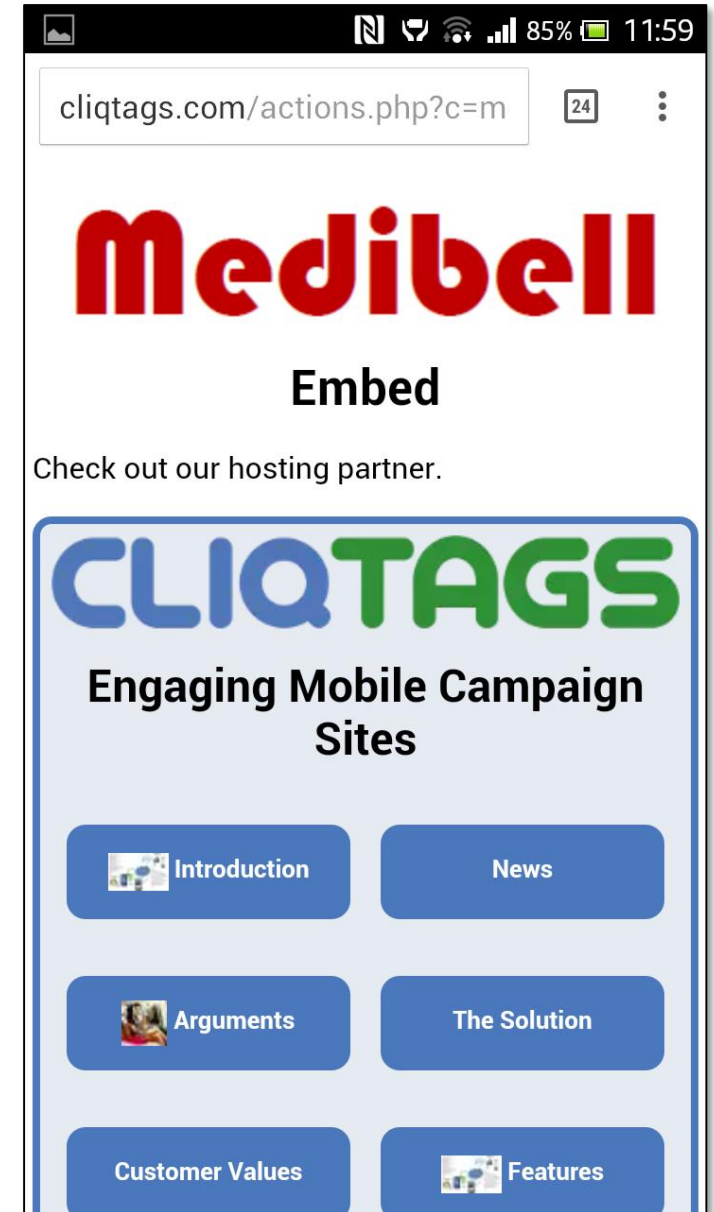 85% 11:59
cliqtags.com/actions.php?c=m 24
Medibell
Embed
Check out our hosting partner.
CLIQTAGS
Engaging Mobile Campaign
Sites
Introduction News
Arguments The Solution
Customer Values Features